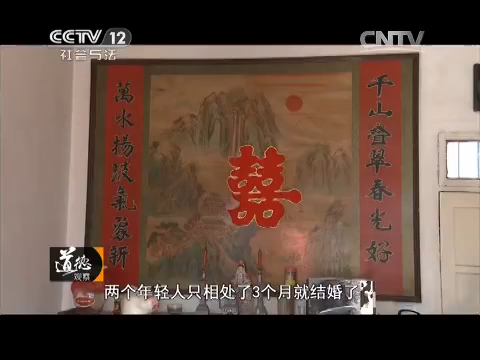 CCTV 12
社会与法
CNTV
千山叠翠春光好
萬水揚波氣象新
囍
道德
观察
两个年轻人只相处了3个月就结婚了